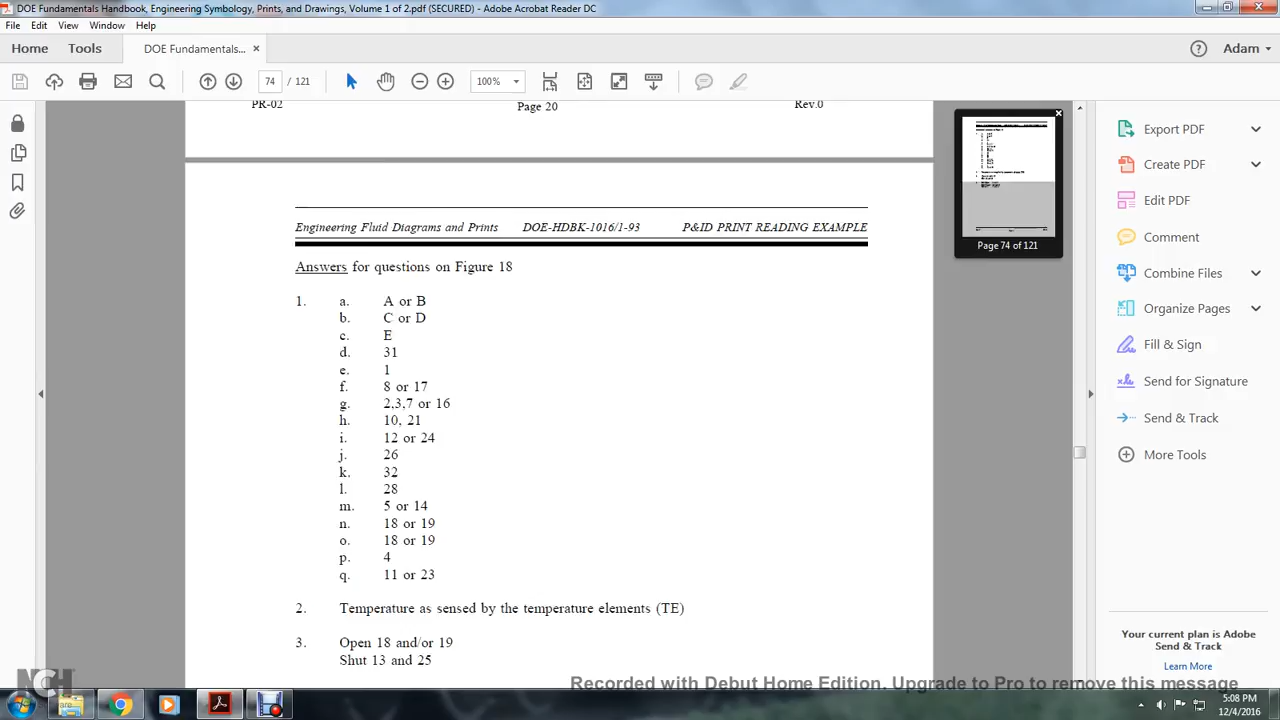 DOE Fundamentals Handbook, Engineering Symbology, Prints, and Drawings, Volume 1 of 2.pdf (SECURED) - Adobe Acrobat Reader DC
File Edit View Window Help
Home Tools DOE Fundamentals... × Adam
74 / 121 100%
PR-02 Page 20 Rev.0
Engineering Fluid Diagrams and Prints DOE-HDBK-1016/1-93 P&ID PRINT READING EXAMPLE
Answers for questions on Figure 18
1. a. A or B
b. C or D
c. E
d. 31
e. 1
f. 8 or 17
g. 2,3,7 or 16
h. 10, 21
i. 12 or 24
j. 26
k. 32
l. 28
m. 5 or 14
n. 18 or 19
o. 18 or 19
p. 4
q. 11 or 23
2. Temperature as sensed by the temperature elements (TE)
3. Open 18 and/or 19
Shut 13 and 25
Page 74 of 121
Export PDF
Create PDF
Edit PDF
Comment
Combine Files
Organize Pages
Fill & Sign
Send for Signature
Send & Track
More Tools
Your current plan is Adobe
Send & Track
Learn More
NCH
Recorded with Debut Home Edition. Upgrade to Pro to remove this message
5:08 PM
12/4/2016